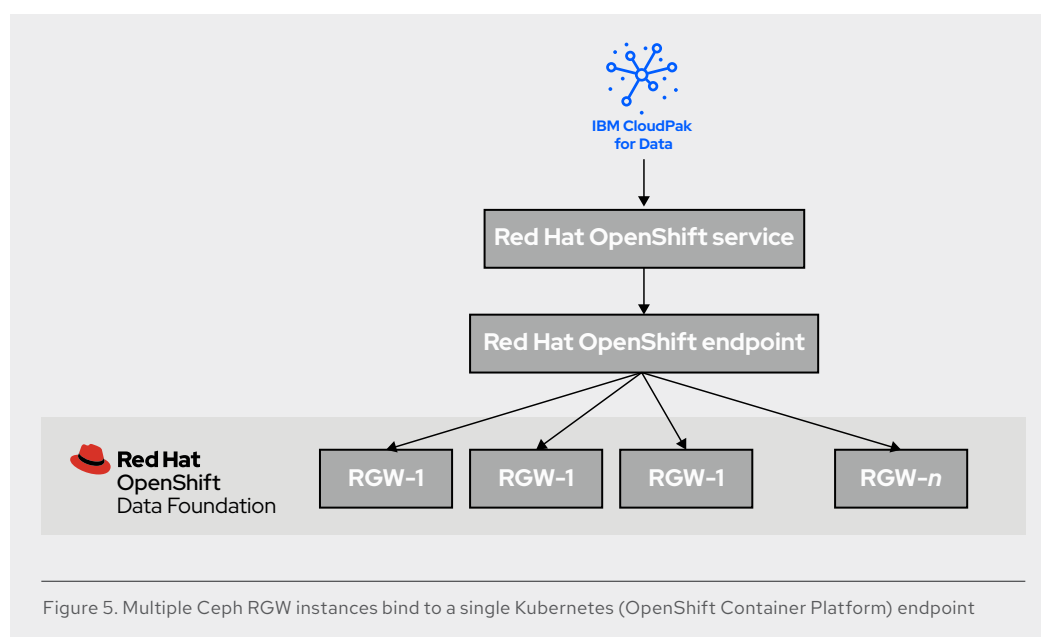 IBM CloudPak
for Data
Red Hat OpenShift service
Red Hat OpenShift endpoint
Red Hat
OpenShift
Data Foundation
RGW-1
RGW-1
RGW-1
RGW-n
Figure 5. Multiple Ceph RGW instances bind to a single Kubernetes (OpenShift Container Platform) endpoint